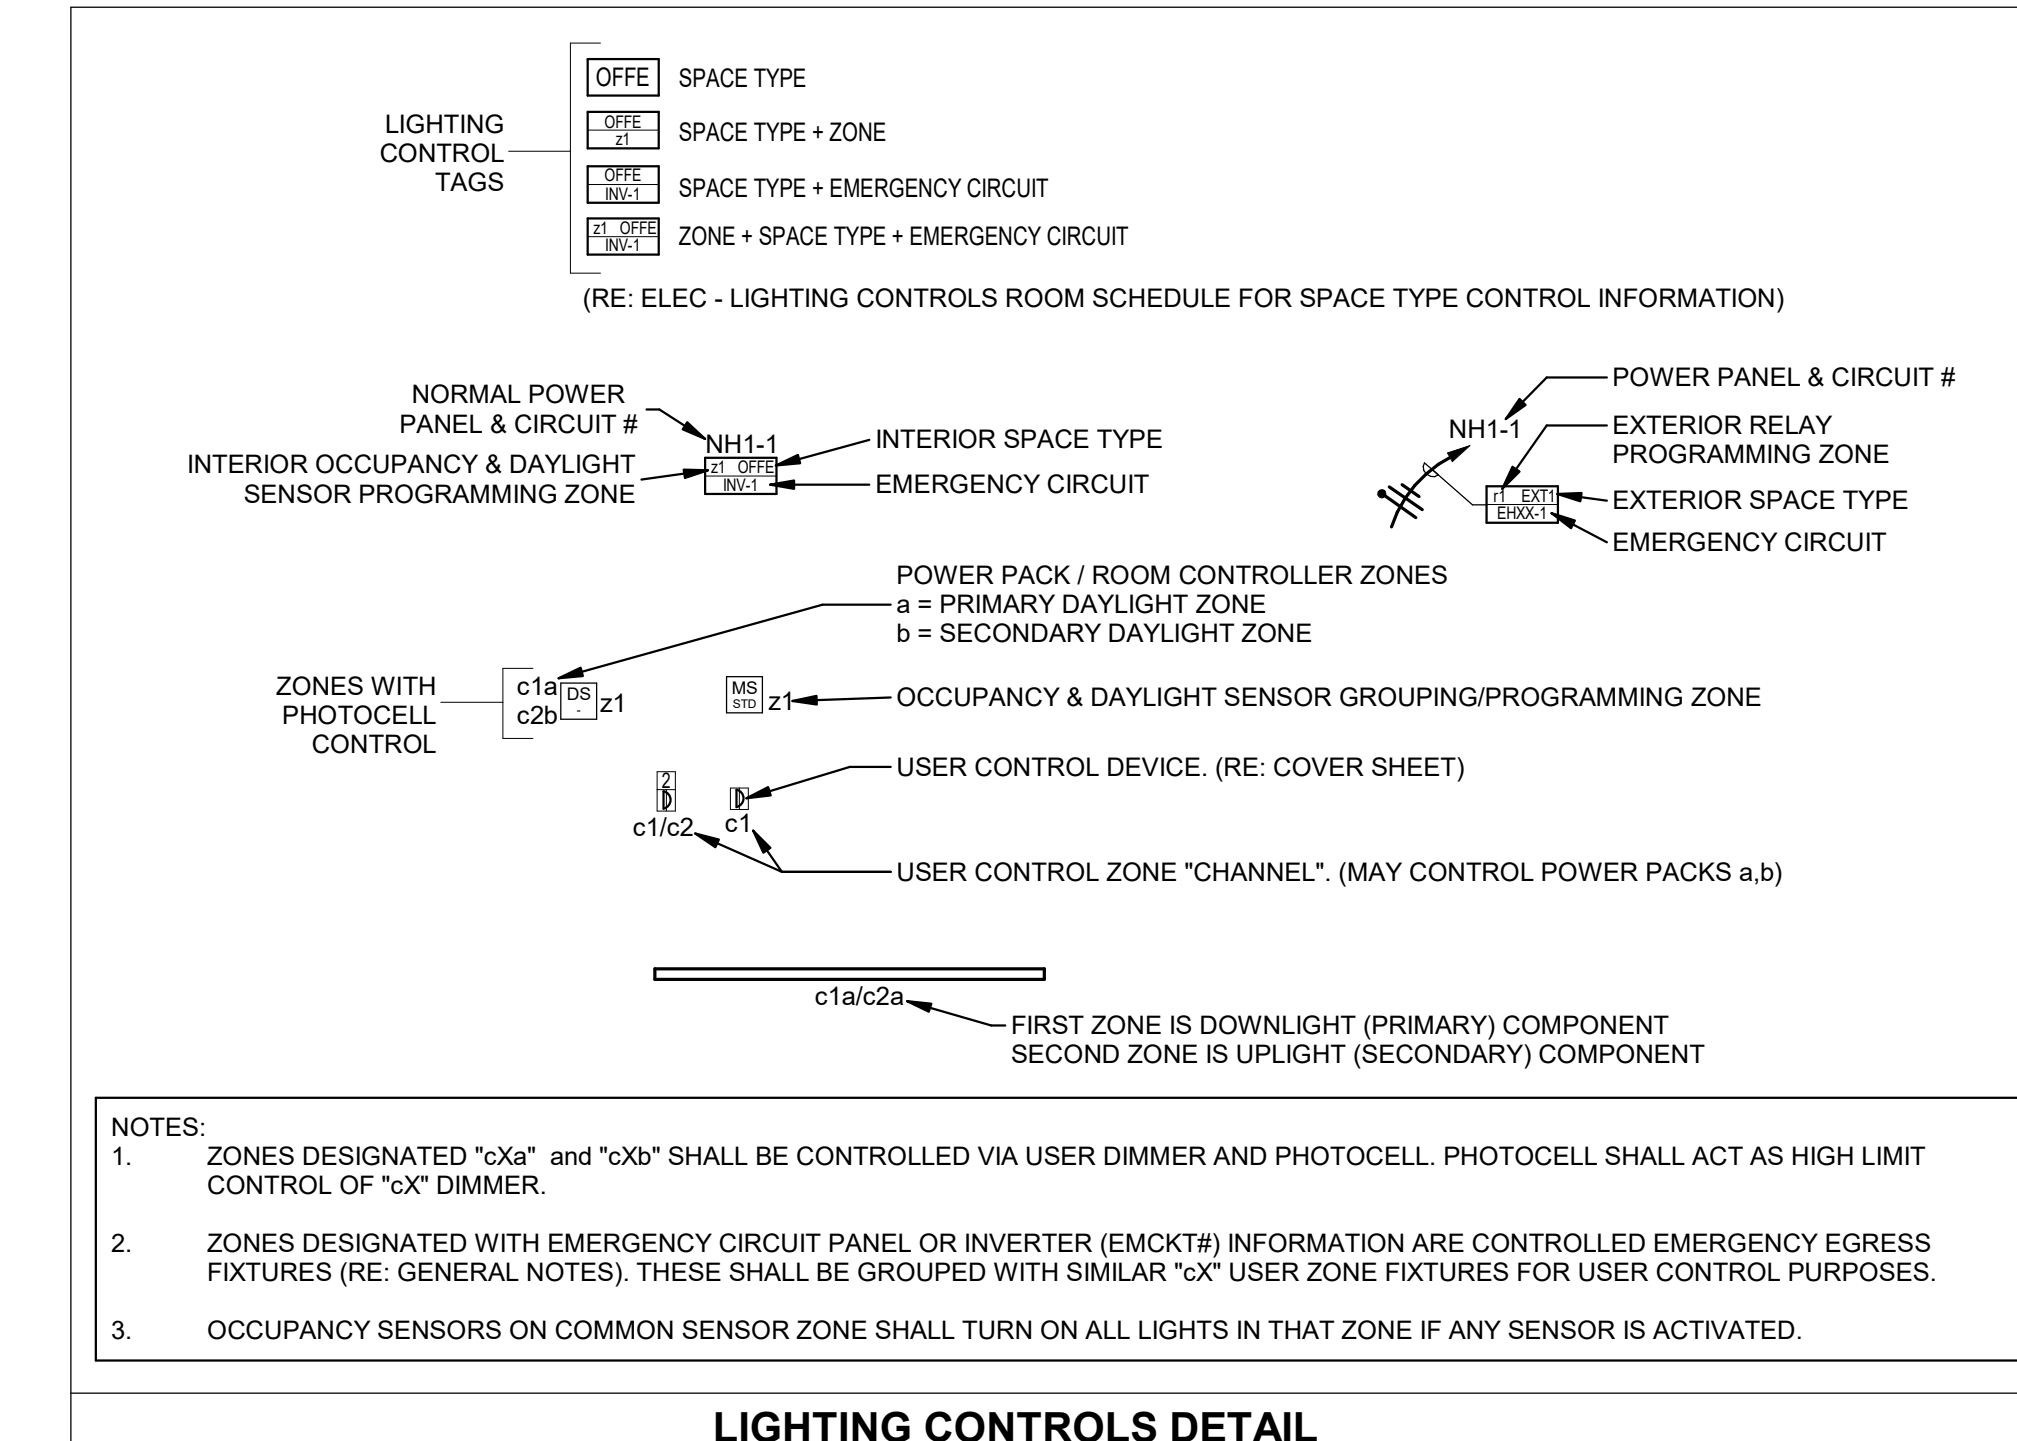 OFFE SPACE TYPE
LIGHTING
CONTROL
TAGS
OFFE
z1
SPACE TYPE + ZONE
OFFE
INV-1
SPACE TYPE + EMERGENCY CIRCUIT
z1 OFFE
INV-1
ZONE + SPACE TYPE + EMERGENCY CIRCUIT
(RE: ELEC - LIGHTING CONTROLS ROOM SCHEDULE FOR SPACE TYPE CONTROL INFORMATION)
NORMAL POWER
PANEL & CIRCUIT #
INTERIOR OCCUPANCY & DAYLIGHT
SENSOR PROGRAMMING ZONE
NH1-1
z1 OFFE
INV-1
INTERIOR SPACE TYPE
EMERGENCY CIRCUIT
NH1-1
r1 EXT1
EHXX-1
POWER PANEL & CIRCUIT #
EXTERIOR RELAY
PROGRAMMING ZONE
EXTERIOR SPACE TYPE
EMERGENCY CIRCUIT
POWER PACK / ROOM CONTROLLER ZONES
a = PRIMARY DAYLIGHT ZONE
b = SECONDARY DAYLIGHT ZONE
ZONES WITH
PHOTOCELL
CONTROL
c1a
c2b
DS
-
z1
MS
STD
z1
OCCUPANCY & DAYLIGHT SENSOR GROUPING/PROGRAMMING ZONE
USER CONTROL DEVICE. (RE: COVER SHEET)
2
D
c1/c2
D
c1
USER CONTROL ZONE "CHANNEL". (MAY CONTROL POWER PACKS a,b)
c1a/c2a
FIRST ZONE IS DOWNLIGHT (PRIMARY) COMPONENT
SECOND ZONE IS UPLIGHT (SECONDARY) COMPONENT
NOTES:
1. ZONES DESIGNATED "cXa" and "cXb" SHALL BE CONTROLLED VIA USER DIMMER AND PHOTOCELL. PHOTOCELL SHALL ACT AS HIGH LIMIT
CONTROL OF "cX" DIMMER.
2. ZONES DESIGNATED WITH EMERGENCY CIRCUIT PANEL OR INVERTER (EMCKT#) INFORMATION ARE CONTROLLED EMERGENCY EGRESS
FIXTURES (RE: GENERAL NOTES). THESE SHALL BE GROUPED WITH SIMILAR "cX" USER ZONE FIXTURES FOR USER CONTROL PURPOSES.
3. OCCUPANCY SENSORS ON COMMON SENSOR ZONE SHALL TURN ON ALL LIGHTS IN THAT ZONE IF ANY SENSOR IS ACTIVATED.
LIGHTING CONTROLS DETAIL